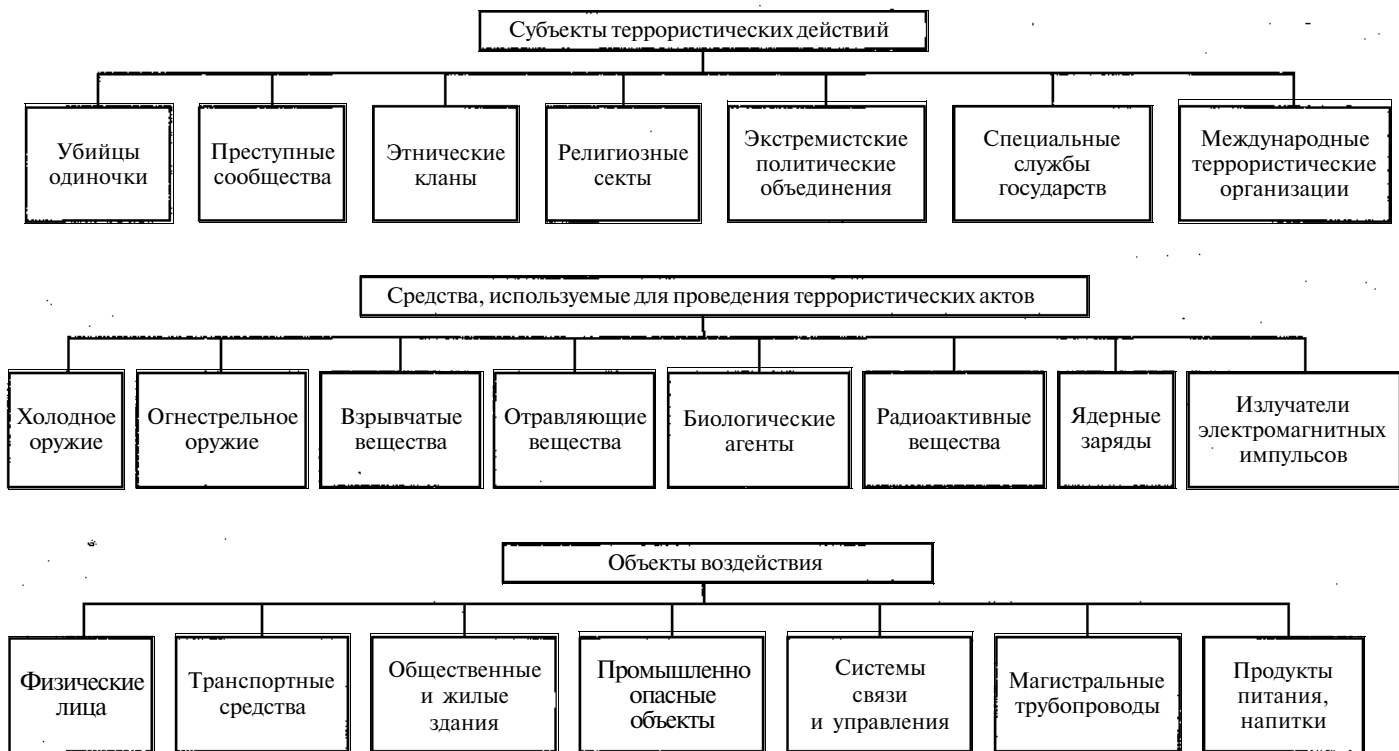 Субъекты террористических действий
Убийцы
одиночки
Преступные
сообщества
Этнические
кланы
Религиозные
секты
Экстремистские
политические
объединения
Специальные
службы
государств
Международные
террористические
организации
Средства, используемые для проведения террористических актов
Холодное
оружие
Огнестрельное
оружие
Взрывчатые
вещества
Отравляющие
вещества
Биологические
агенты
Радиоактивные
вещества
Ядерные
заряды
Излучатели
электромагнитных
импульсов
Объекты воздействия
Физические
лица
Транспортные
средства
Общественные
и жилые
здания
Промышленно
опасные
объекты
Системы
связи
и управления
Магистральные
трубопроводы
Продукты
питания,
напитки